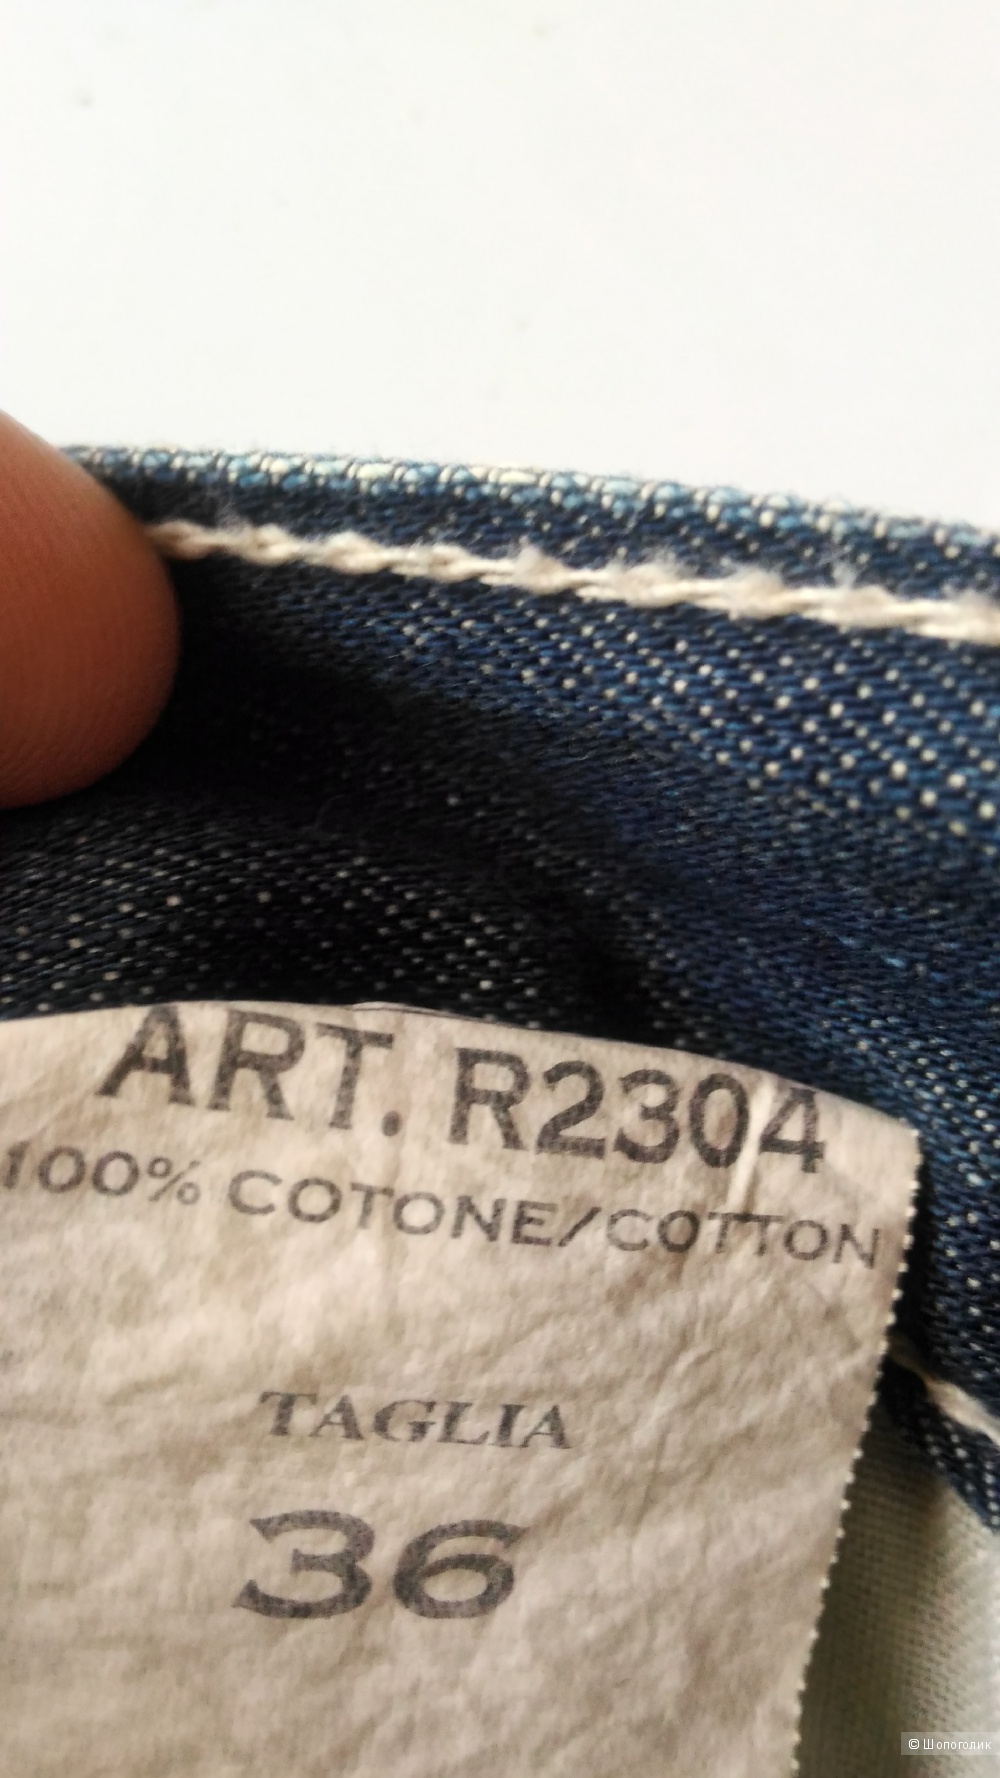 ART. R2304
100% COTONE/COTTON
TAGLIA
36
© Шопоголик